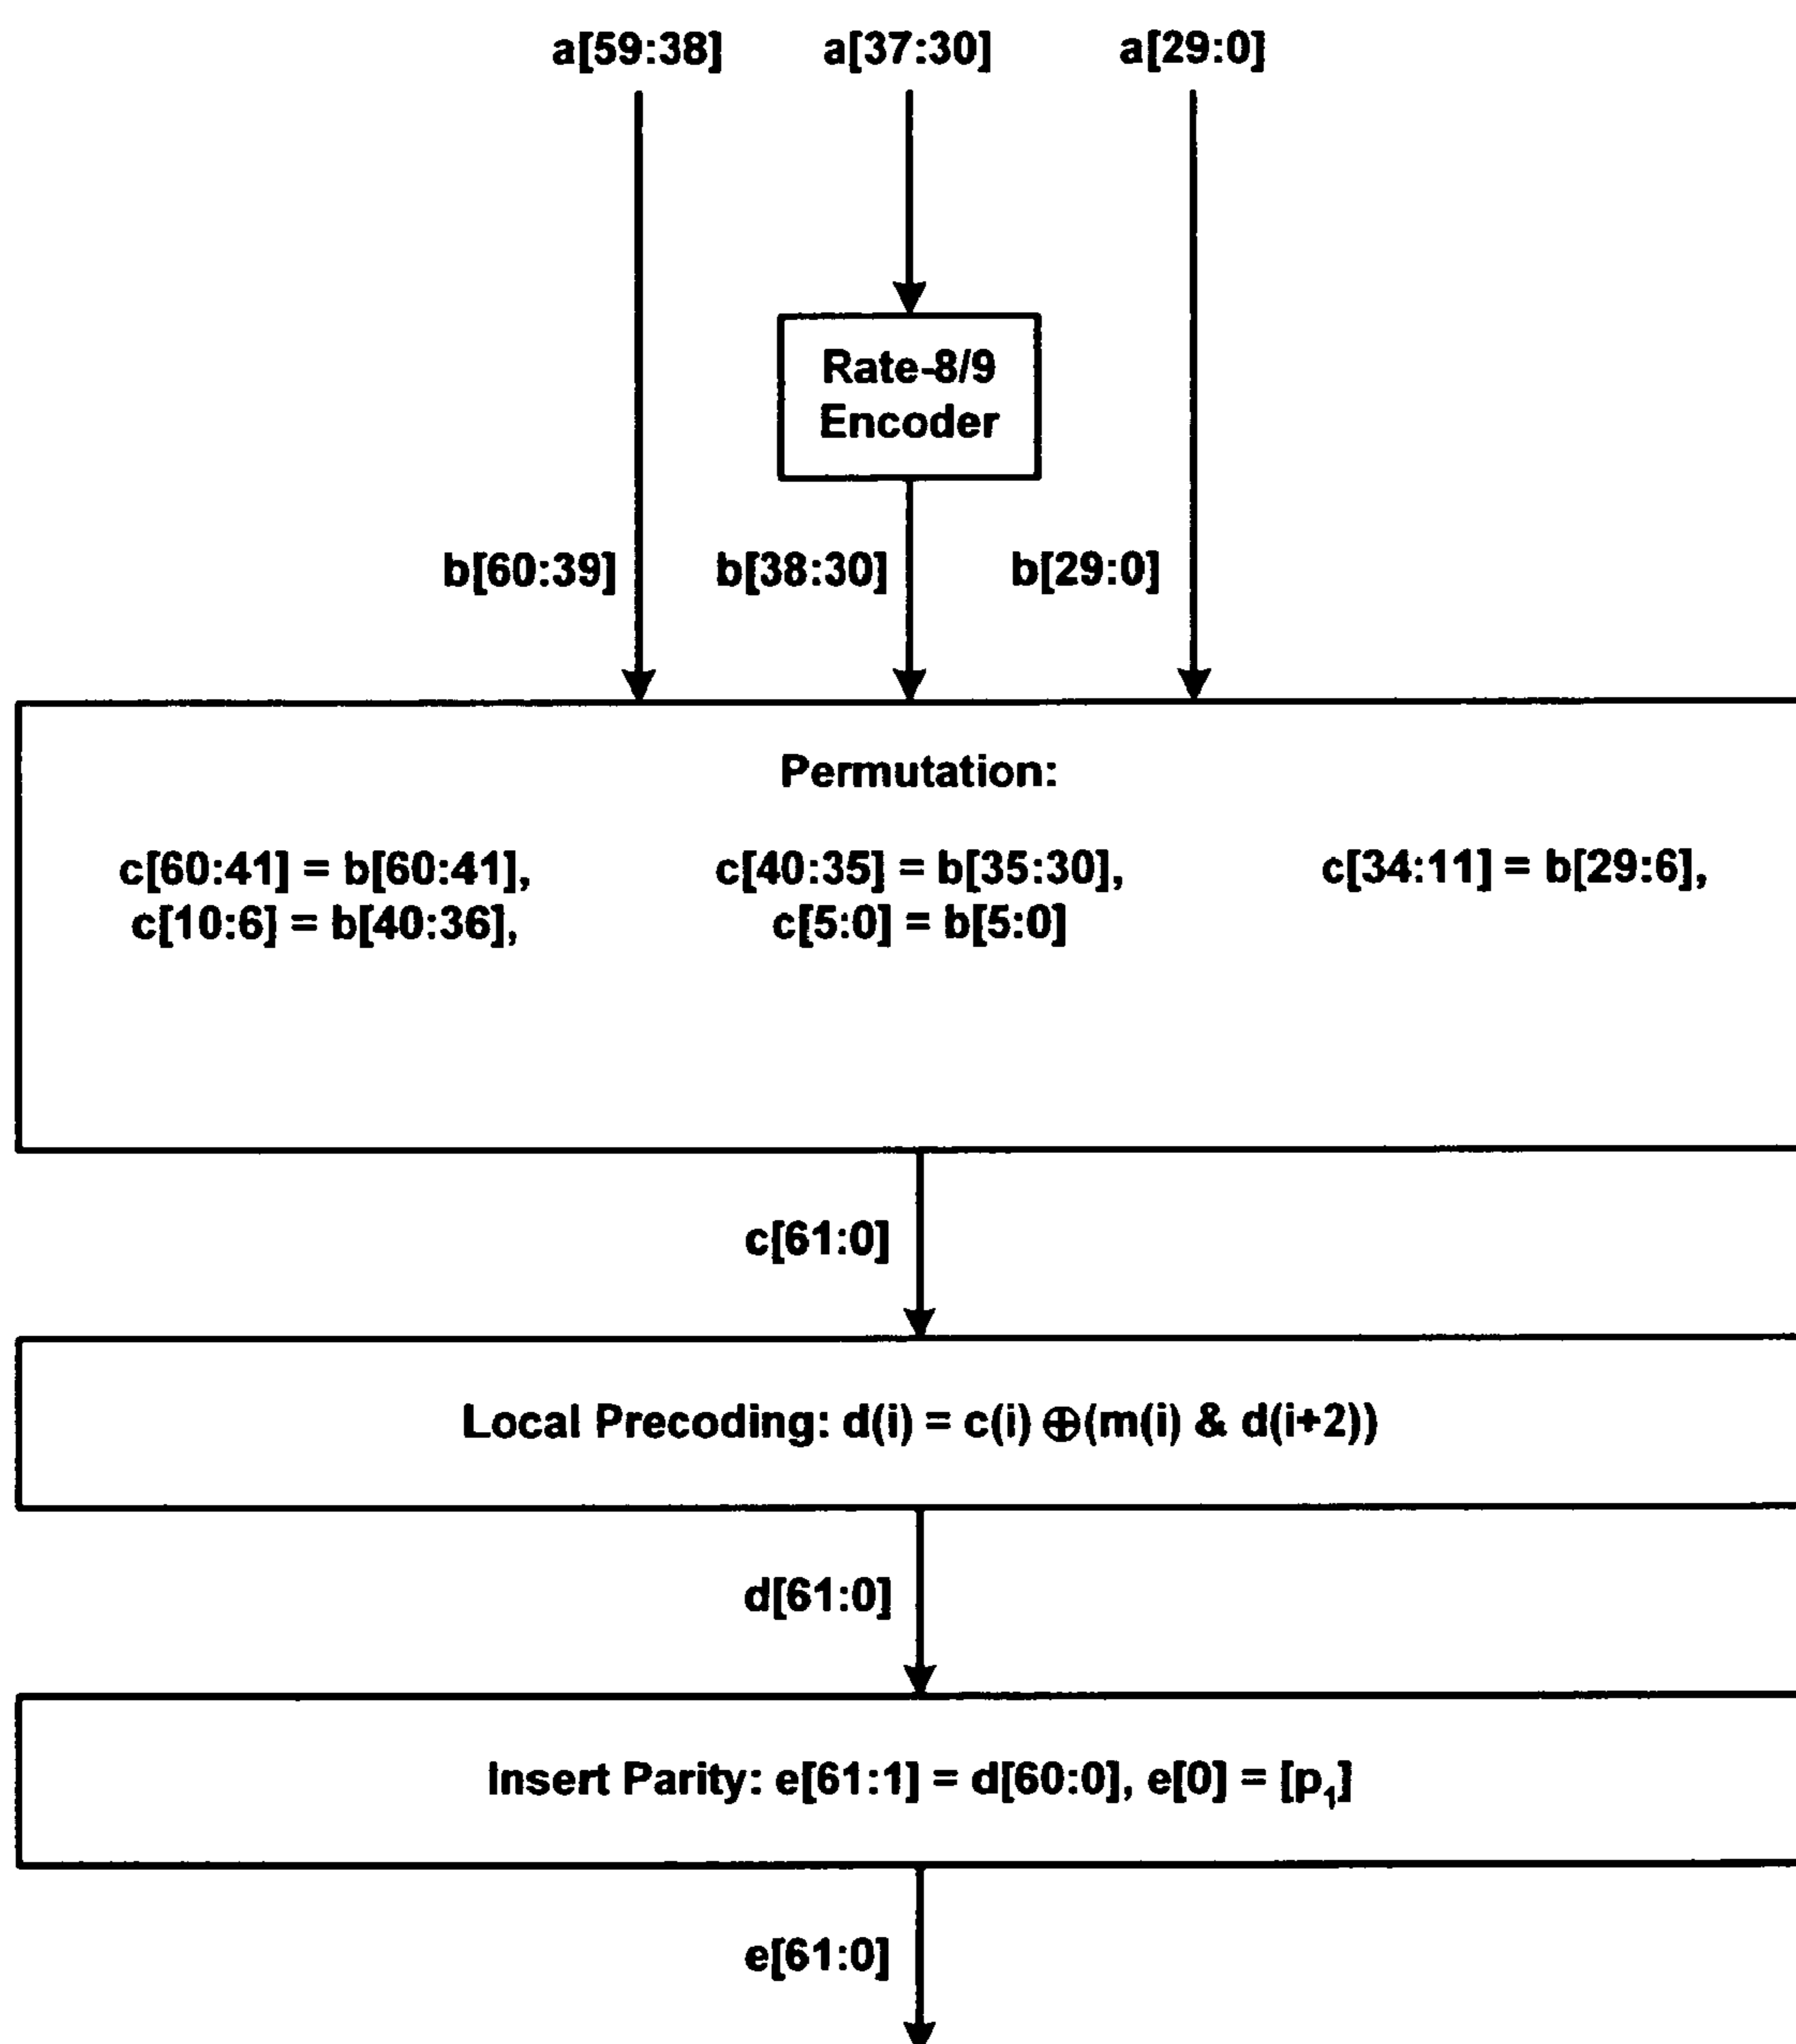 a[59:38] a[37:30] a[29:0]
Rate-8/9
Encoder
b[60:39] b[38:30] b[29:0]
Permutation:
c[60:41] = b[60:41], c[40:35] = b[35:30], c[34:11] = b[29:6],
c[10:6] = b[40:36], c[5:0] = b[5:0]
c[61:0]
Local Precoding: d(i) = c(i) ⊕(m(i) & d(i+2))
d[61:0]
Insert Parity: e[61:1] = d[60:0], e[0] = [p₁]
e[61:0]